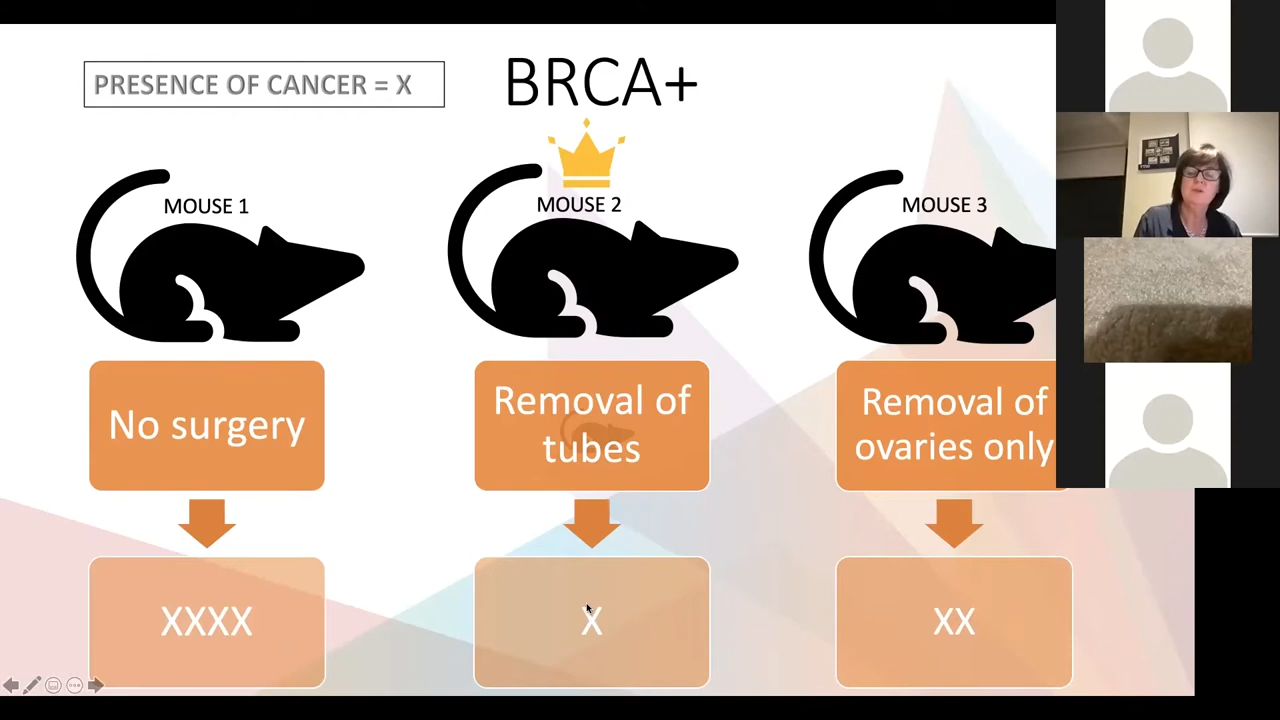 PRESENCE OF CANCER = X
BRCA+
MOUSE 1
MOUSE 2
MOUSE 3
No surgery
Removal of
tubes
Removal of
ovaries only
XXXX
X
XX